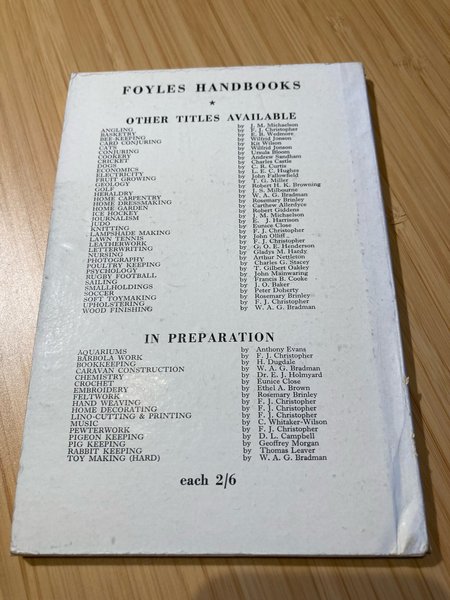 FOYLES HANDBOOKS
★
OTHER TITLES AVAILABLE
ANGLING by J. M. Michaelson
BASKETRY by F. J. Christopher
BEE-KEEPING by E. B. Wedmore
CARD CONJURING by Wilfrid Jonson
CATS by Kit Wilson
CONJURING by Wilfrid Jonson
COOKERY by Ursula Bloom
CRICKET by Andrew Sandham
DOGS by Charles Castle
ECONOMICS by C. R. Curtis
ELECTRICITY by L. E. C. Hughes
FRUIT GROWING by John Fallowfield
GEOLOGY by T. G. Miller
GOLF by Robert H. K. Browning
HERALDRY by J. S. Milbourne
HOME CARPENTRY by W. A. G. Bradman
HOME DRESSMAKING by Rosemary Brinley
HOME GARDEN by Carthew Allerdyce
ICE HOCKEY by Robert Giddens
JOURNALISM by J. M. Michaelson
JUDO by E. J. Harrison
KNITTING by Eunice Close
LAMPSHADE MAKING by F. J. Christopher
LAWN TENNIS by John Olliff
LEATHERWORK by F. J. Christopher
LETTERWRITING by G. O. E. Henderson
NURSING by Gladys M. Hardy
PHOTOGRAPHY by Arthur Nettleton
POULTRY KEEPING by Charles G. Stacey
PSYCHOLOGY by T. Gilbert Oakley
RUGBY FOOTBALL by John Mainwaring
SAILING by Francis B. Cooke
SMALLHOLDINGS by J. O. Baker
SOCCER by Peter Doherty
SOFT TOYMAKING by Rosemary Brinley
UPHOLSTERING by F. J. Christopher
WOOD FINISHING by W. A. G. Bradman
IN PREPARATION
AQUARIUMS by Anthony Evans
BARBOLA WORK by F. J. Christopher
BOOKKEEPING by H. Dugdale
CARAVAN CONSTRUCTION by W. A. G. Bradman
CHEMISTRY by Dr. E. J. Holmyard
CROCHET by Eunice Close
EMBROIDERY by Ethel A. Brown
FELTWORK by Rosemary Brinley
HAND WEAVING by F. J. Christopher
HOME DECORATING by F. J. Christopher
LINO-CUTTING & PRINTING by F. J. Christopher
MUSIC by C. Whitaker-Wilson
PEWTERWORK by F. J. Christopher
PIGEON KEEPING by D. L. Campbell
PIG KEEPING by Geoffrey Morgan
RABBIT KEEPING by Thomas Leaver
TOY MAKING (HARD) by W. A. G. Bradman
each 2/6